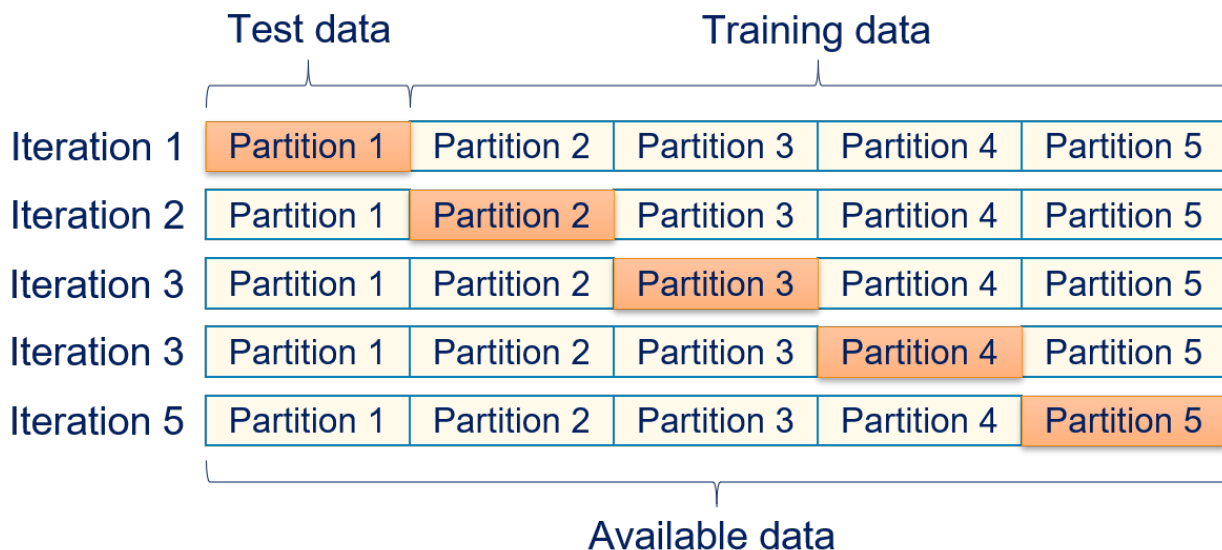 Test data Training data
Iteration 1 Partition 1 Partition 2 Partition 3 Partition 4 Partition 5
Iteration 2 Partition 1 Partition 2 Partition 3 Partition 4 Partition 5
Iteration 3 Partition 1 Partition 2 Partition 3 Partition 4 Partition 5
Iteration 3 Partition 1 Partition 2 Partition 3 Partition 4 Partition 5
Iteration 5 Partition 1 Partition 2 Partition 3 Partition 4 Partition 5
Available data